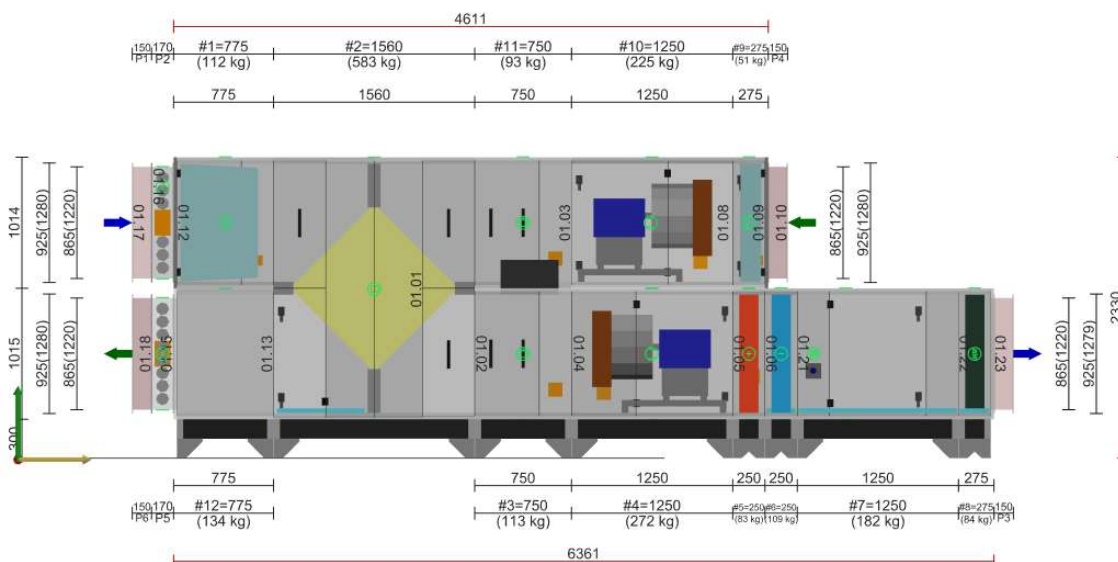 4611
150 170 #1=775 #2=1560 #11=750 #10=1250 #9=275 150
P1 P2 (112 kg) (583 kg) (93 kg) (225 kg) (51 kg) P4
775 1560 750 1250 275
1014 925(1280) 865(1220) 01.17 01.16 01.12 01.01 01.03 01.08 01.09 01.10 865(1220) 925(1280)
2330
1015 925(1280) 865(1220) 01.18 01.13 01.02 01.04 01.05 01.06 01.21 01.22 01.23 865(1220) 925(1279)
300
775 750 1250 250 250 1250 275
150 170 #12=775 #3=750 #4=1250 #5=250 #6=250 #7=1250 #8=275 150
P6 P5 (134 kg) (113 kg) (272 kg) (83 kg) (109 kg) (182 kg) (84 kg) P3
6361